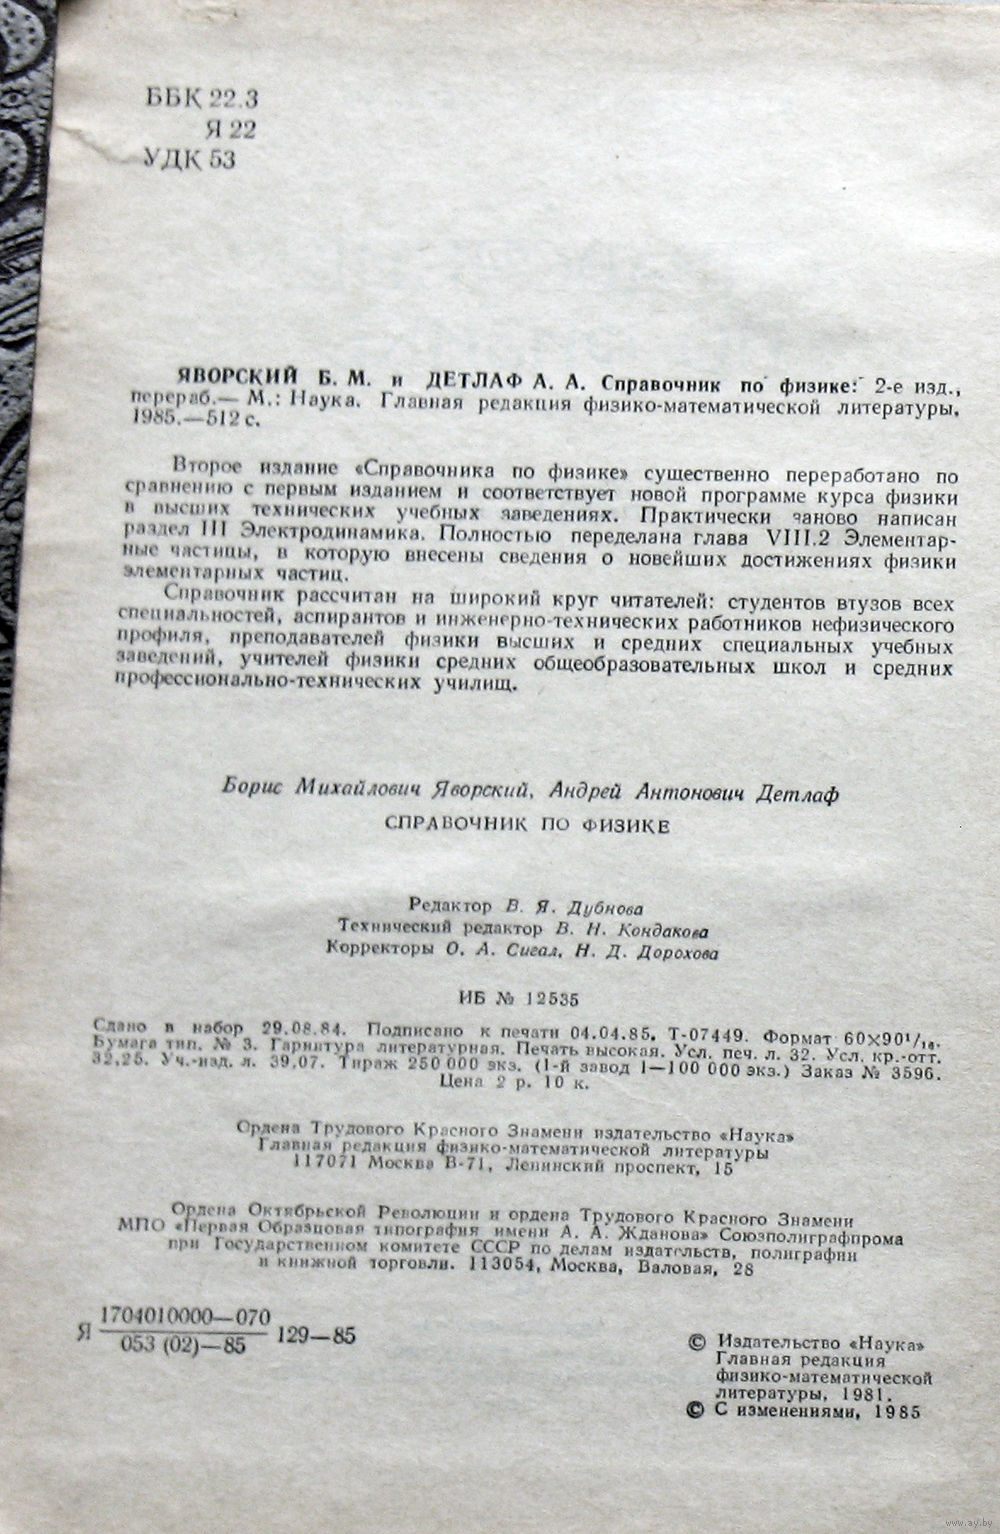 ББК 22.3
Я 22
УДК 53
ЯВОРСКИЙ Б. М. и ДЕТЛАФ А. А. Справочник по физике: 2-е изд.,
перераб.— М.: Наука. Главная редакция физико-математической литературы,
1985.—512 с.
Второе издание «Справочника по физике» существенно переработано по
сравнению с первым изданием и соответствует новой программе курса физики
в высших технических учебных заведениях. Практически заново написан
раздел III Электродинамика. Полностью переделана глава VIII.2 Элементар-
ные частицы, в которую внесены сведения о новейших достижениях физики
элементарных частиц.
Справочник рассчитан на широкий круг читателей: студентов втузов всех
специальностей, аспирантов и инженерно-технических работников нефизического
профиля, преподавателей физики высших и средних специальных учебных
заведений, учителей физики средних общеобразовательных школ и средних
профессионально-технических училищ.
Борис Михайлович Яворский, Андрей Антонович Детлаф
СПРАВОЧНИК ПО ФИЗИКЕ
Редактор В. Я. Дубнова
Технический редактор В. Н. Кондакова
Корректоры О. А. Сигал, Н. Д. Дорохова
ИБ № 12535
Сдано в набор 29.08.84. Подписано к печати 04.04.85. Т-07449. Формат 60×90¹/₁₆.
Бумага тип. № 3. Гарнитура литературная. Печать высокая. Усл. печ. л. 32. Усл. кр.-отт.
32,25. Уч.-изд. л. 39,07. Тираж 250 000 экз. (1-й завод 1—100 000 экз.) Заказ № 3596.
Цена 2 р. 10 к.
Ордена Трудового Красного Знамени издательство «Наука»
Главная редакция физико-математической литературы
117071 Москва В-71, Ленинский проспект, 15
Ордена Октябрьской Революции и ордена Трудового Красного Знамени
МПО «Первая Образцовая типография имени А. А. Жданова» Союзполиграфпрома
при Государственном комитете СССР по делам издательств, полиграфии
и книжной торговли. 113054, Москва, Валовая, 28
Я 1704010000—070
053 (02)—85 129—85
© Издательство «Наука»
Главная редакция
физико-математической
литературы, 1981.
© С изменениями, 1985
www.ay.by